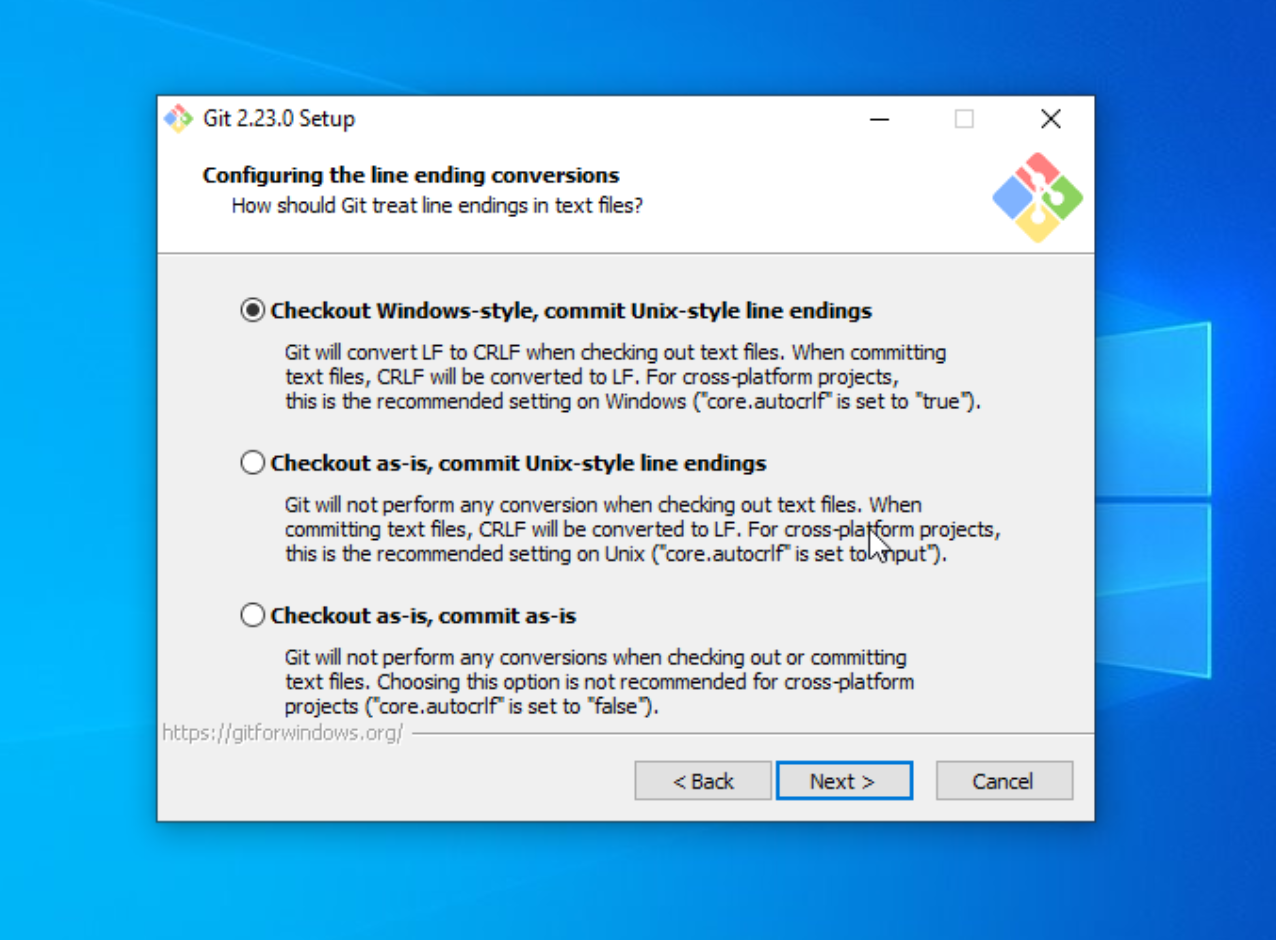 Git 2.23.0 Setup
Configuring the line ending conversions
How should Git treat line endings in text files?
Checkout Windows-style, commit Unix-style line endings
Git will convert LF to CRLF when checking out text files. When committing
text files, CRLF will be converted to LF. For cross-platform projects,
this is the recommended setting on Windows ("core.autocrlf" is set to "true").
Checkout as-is, commit Unix-style line endings
Git will not perform any conversion when checking out text files. When
committing text files, CRLF will be converted to LF. For cross-platform projects,
this is the recommended setting on Unix ("core.autocrlf" is set to "input").
Checkout as-is, commit as-is
Git will not perform any conversions when checking out or committing
text files. Choosing this option is not recommended for cross-platform
projects ("core.autocrlf" is set to "false").
https://gitforwindows.org/
< Back Next > Cancel